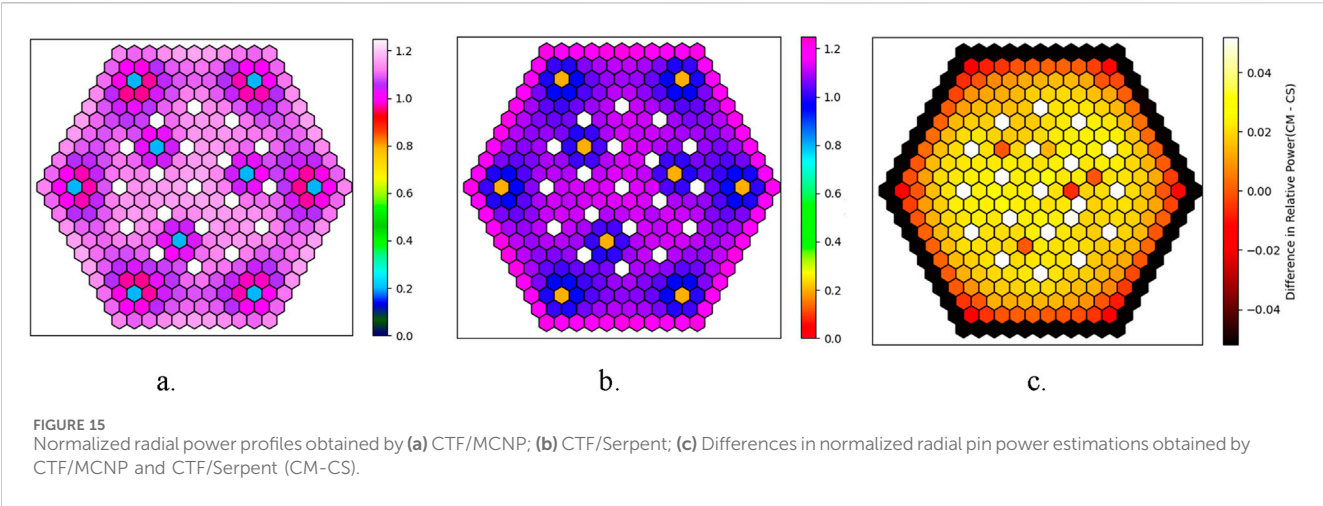 1.2
1.0
0.8
0.6
0.4
0.2
0.0
1.2
1.0
0.8
0.6
0.4
0.2
0.0
0.04
0.02
0.00
−0.02
−0.04
Difference in Relative Power(CM - CS)
a.
b.
c.
FIGURE 15
Normalized radial power profiles obtained by (a) CTF/MCNP; (b) CTF/Serpent; (c) Differences in normalized radial pin power estimations obtained by
CTF/MCNP and CTF/Serpent (CM-CS).